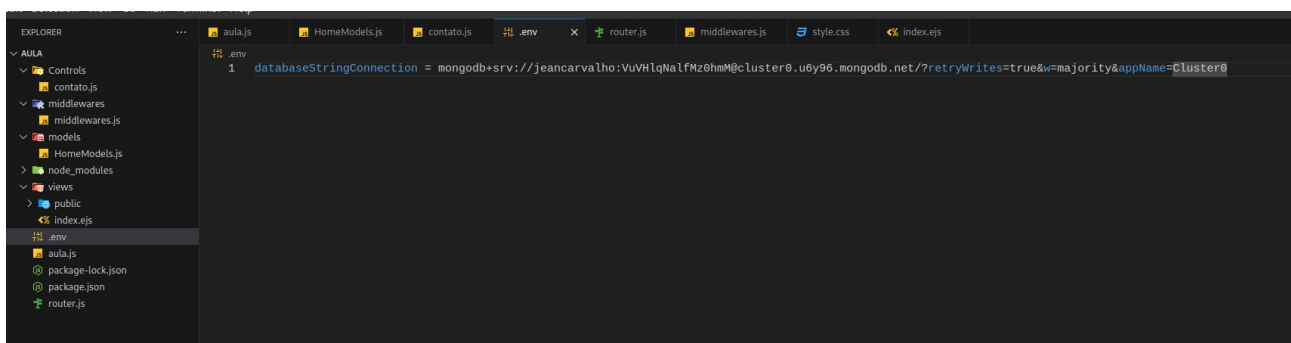 EXPLORER ...
aula.js
HomeModels.js
contato.js
.env
router.js
middlewares.js
style.css
index.ejs
AULA
Controls
contato.js
middlewares
middlewares.js
models
HomeModels.js
node_modules
views
public
index.ejs
.env
aula.js
package-lock.json
package.json
router.js
.env
1 databaseStringConnection = mongodb+srv://jeancarvalho:VuVHlqNalfMz0hmM@cluster0.u6y96.mongodb.net/?retryWrites=true&w=majority&appName=Cluster0